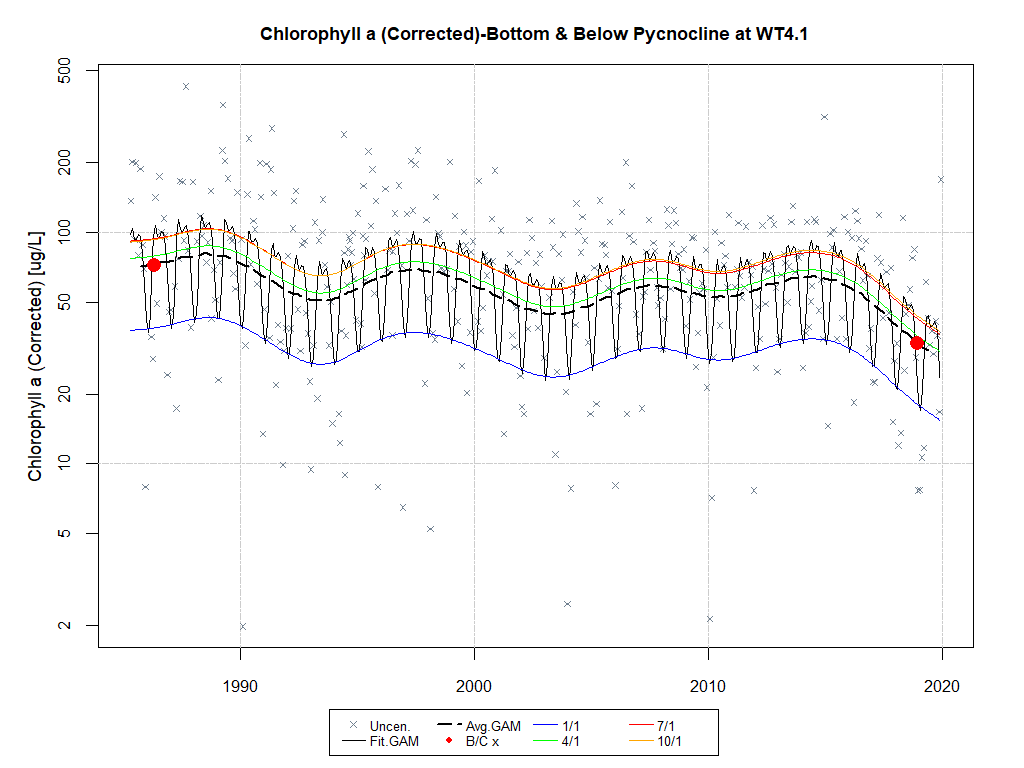 Chlorophyll a (Corrected)-Bottom & Below Pycnocline at WT4.1
Chlorophyll a (Corrected) [ug/L]
500
200
100
50
20
10
5
2
1990 2000 2010 2020
Uncen. Avg.GAM 1/1 7/1
Fit.GAM B/C x 4/1 10/1